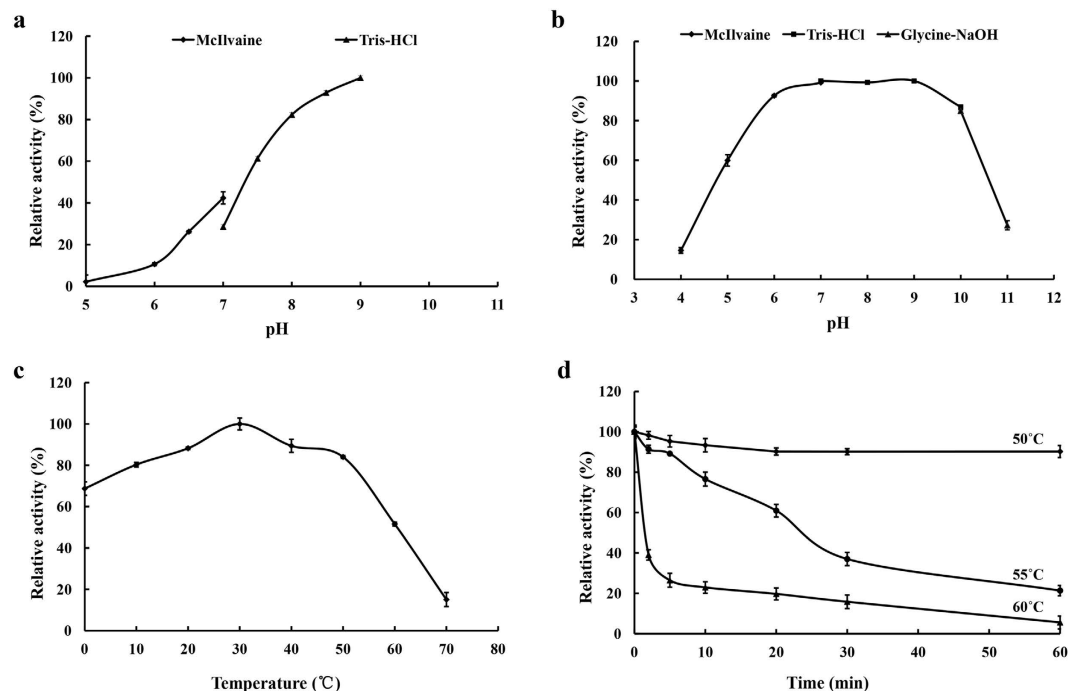 a
McIlvaine Tris-HCl
120
100
80
60
40
20
0
5 6 7 8 9 10 11
Relative activity (%)
pH
b
McIlvaine Tris-HCl Glycine-NaOH
120
100
80
60
40
20
0
3 4 5 6 7 8 9 10 11 12
Relative activity (%)
pH
c
120
100
80
60
40
20
0
0 10 20 30 40 50 60 70 80
Relative activity (%)
Temperature (℃)
d
120
100
80
60
40
20
0
50°C
55°C
60°C
0 10 20 30 40 50 60
Relative activity (%)
Time (min)